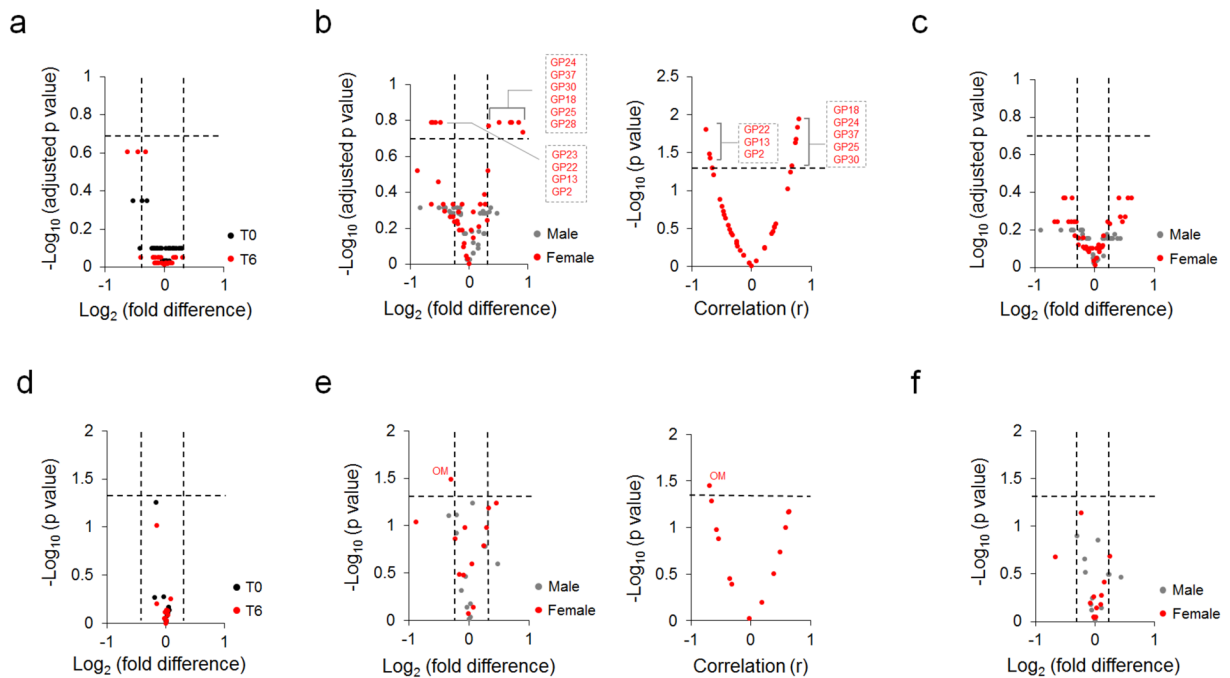 a
-Log10 (adjusted p value)
1
0.8
0.6
0.4
0.2
0
-1
0
1
Log2 (fold difference)
T0
T6
b
-Log10 (adjusted p value)
1
0.8
0.6
0.4
0.2
0
-1
0
1
Log2 (fold difference)
GP24
GP37
GP30
GP18
GP25
GP28
GP23
GP22
GP13
GP2
Male
Female
-Log10 (p value)
2.5
2
1.5
1
0.5
0
-1
0
1
Correlation (r)
GP22
GP13
GP2
GP18
GP24
GP37
GP25
GP30
c
Log10 (adjusted p value)
1
0.8
0.6
0.4
0.2
0
-1
0
1
Log2 (fold difference)
Male
Female
d
-Log10 (p value)
2
1.5
1
0.5
0
-1
0
1
Log2 (fold difference)
T0
T6
e
-Log10 (p value)
2
1.5
1
0.5
0
-1
0
1
Log2 (fold difference)
OM
Male
Female
-Log10 (p value)
2
1.5
1
0.5
0
-1
0
1
Correlation (r)
OM
f
-Log10 (p value)
2
1.5
1
0.5
0
-1
0
1
Log2 (fold difference)
Male
Female